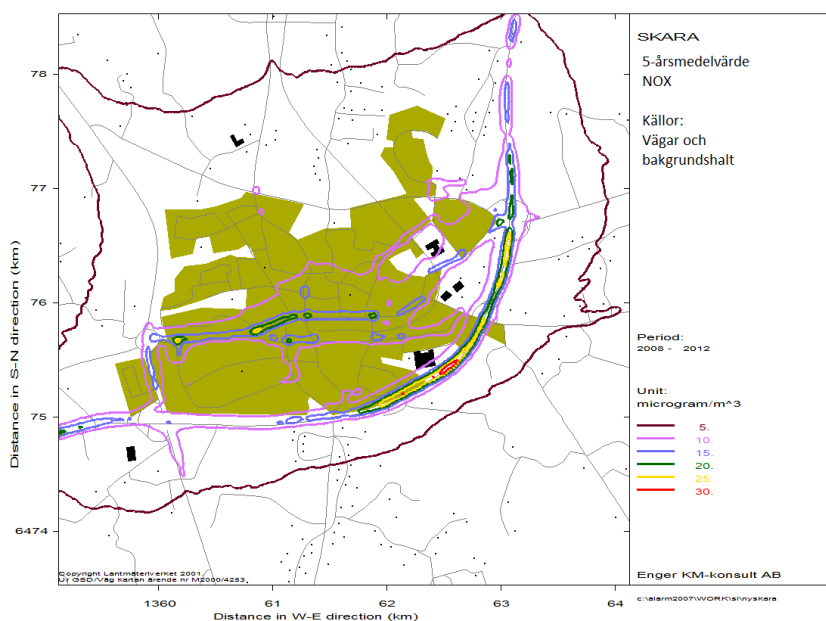 SKARA
5-årsmedelvärde
NOX
Källor:
Vägar och
bakgrundshalt
Period:
2008 - 2012
Unit:
microgram/m^3
5.
10.
15.
20.
25.
30.
Enger KM-konsult AB
c:\alarm2007\WORK\si\nyskara
Distance in S-N direction (km)
78
77
76
75
6474
Copyright Lantmäteriverket 2001.
Ur GSD/Väg Kartan ärende nr M2000/4253.
1360
61
62
63
64
Distance in W-E direction (km)